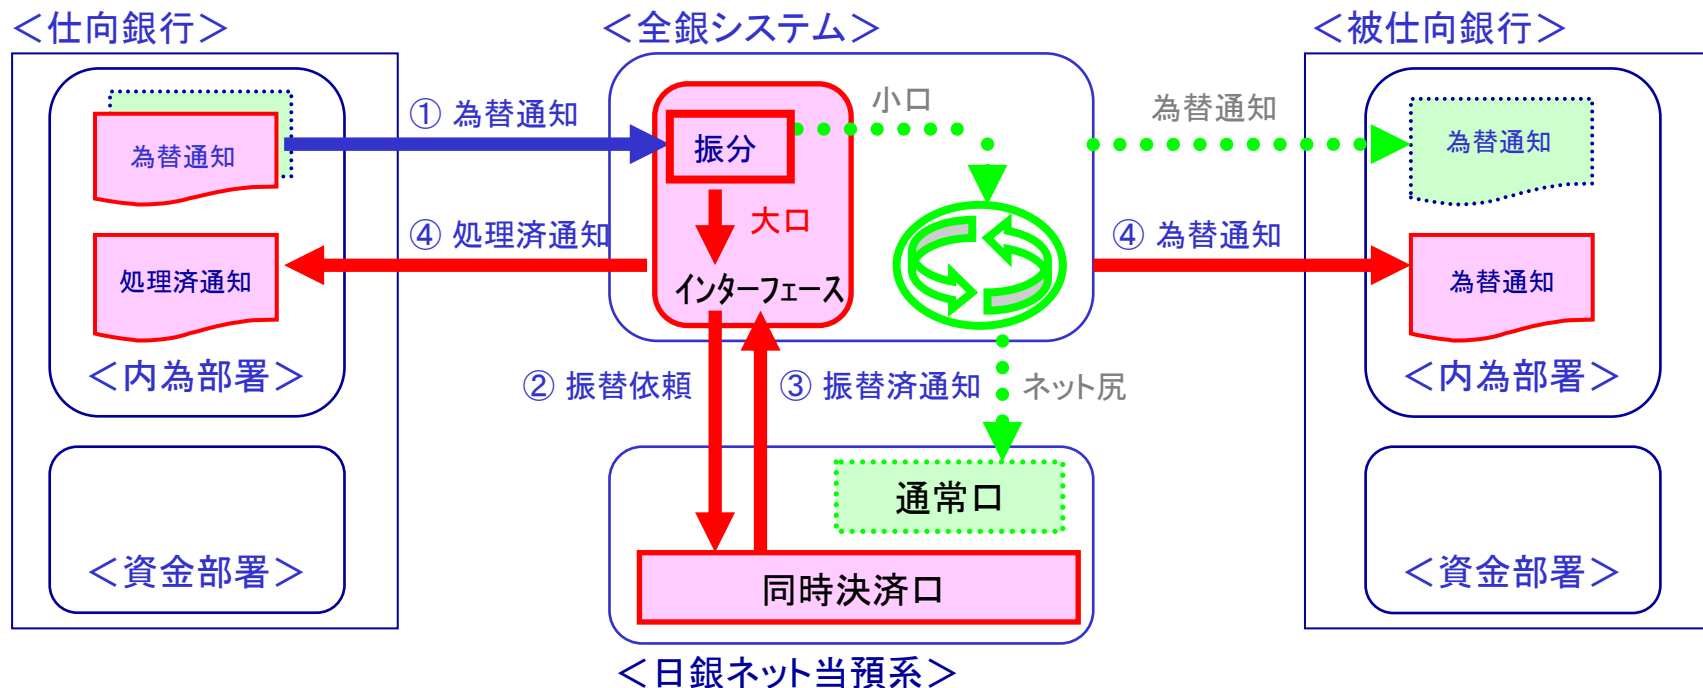 ＜仕向銀行＞
＜全銀システム＞
＜被仕向銀行＞
① 為替通知
小口
為替通知
為替通知
振分
為替通知
大口
④ 処理済通知
④ 為替通知
処理済通知
インターフェース
為替通知
＜内為部署＞
② 振替依頼
③ 振替済通知
ネット尻
＜内為部署＞
通常口
＜資金部署＞
同時決済口
＜資金部署＞
＜日銀ネット当預系＞